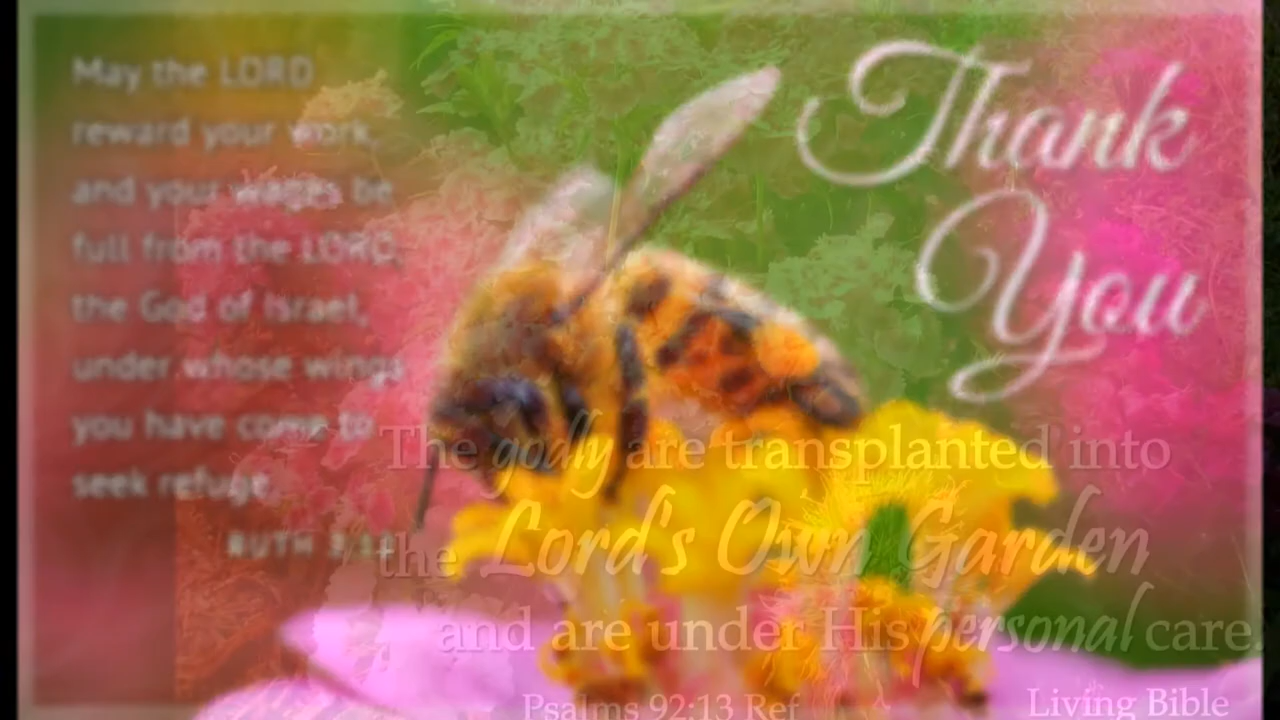 May the LORD
reward your work,
and your wages be
full from the LORD,
the God of Israel,
under whose wings
you have come to
seek refuge.
RUTH
Thank
You
The godly are transplanted into
the Lord's Own Garden
and are under His personal care.
Psalms 92:13 Ref
Living Bible